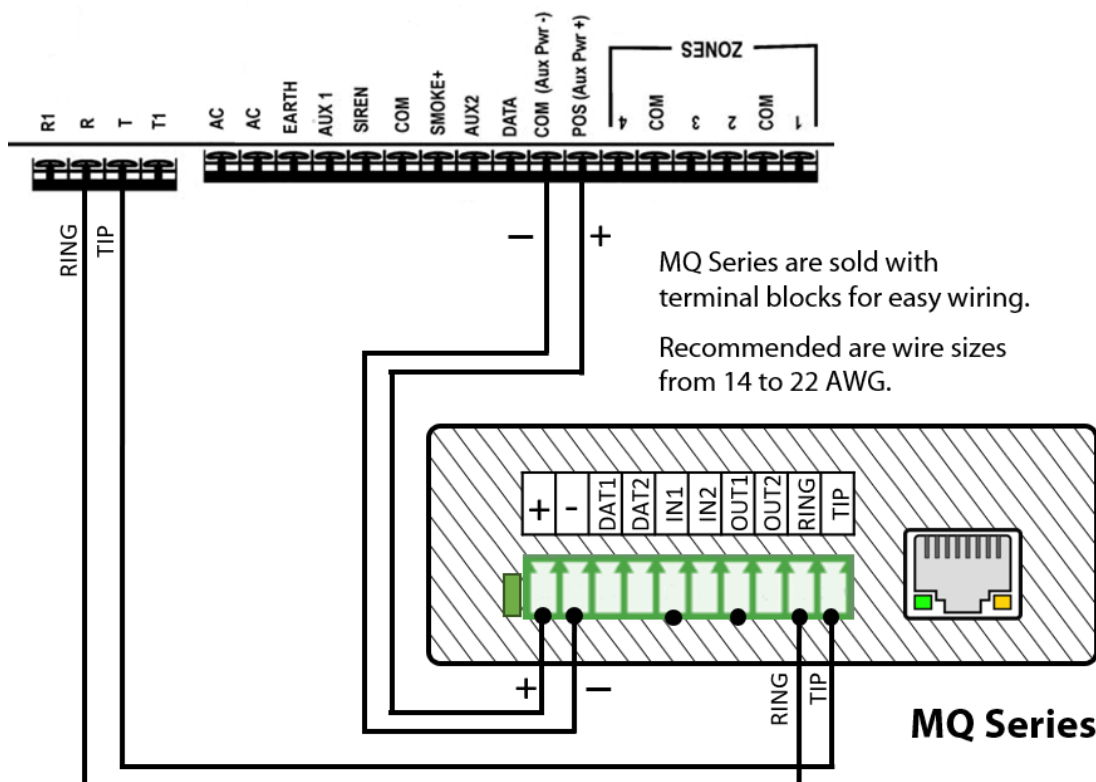 ZONES
R1
R
T
T1
AC
AC
EARTH
AUX 1
SIREN
COM
SMOKE+
AUX2
DATA
COM (Aux Pwr -)
POS (Aux Pwr +)
4
COM
3
2
COM
1
RING
TIP
−
+
MQ Series are sold with
terminal blocks for easy wiring.
Recommended are wire sizes
from 14 to 22 AWG.
+
-
DAT1
DAT2
IN1
IN2
OUT1
OUT2
RING
TIP
+
−
RING
TIP
MQ Series